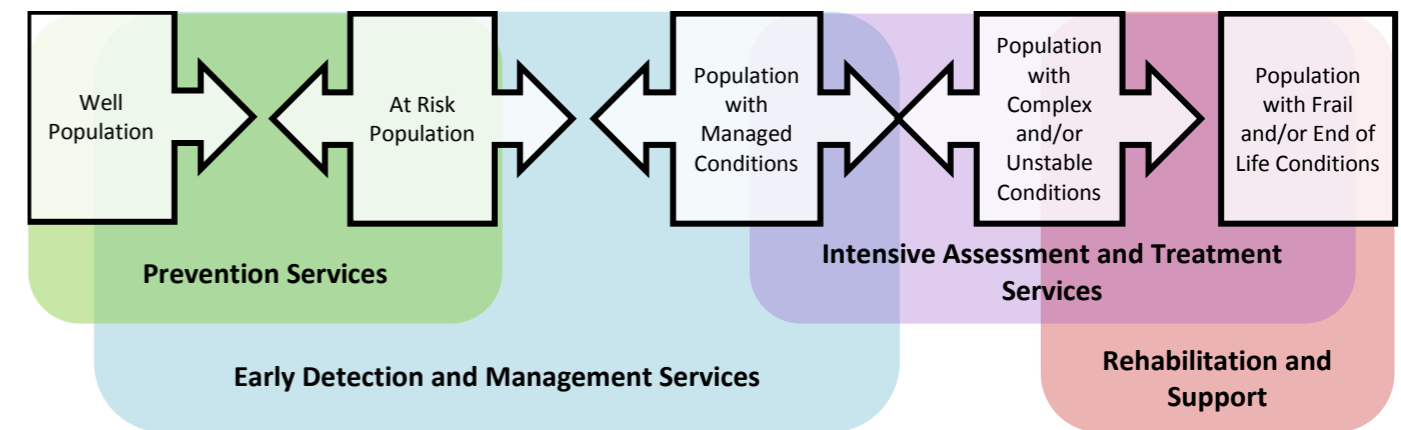 Well
Population
At Risk
Population
Population
with
Managed
Conditions
Population
with
Complex
and/or
Unstable
Conditions
Population
with Frail
and/or End of
Life Conditions
Prevention Services
Intensive Assessment and Treatment
Services
Early Detection and Management Services
Rehabilitation and
Support